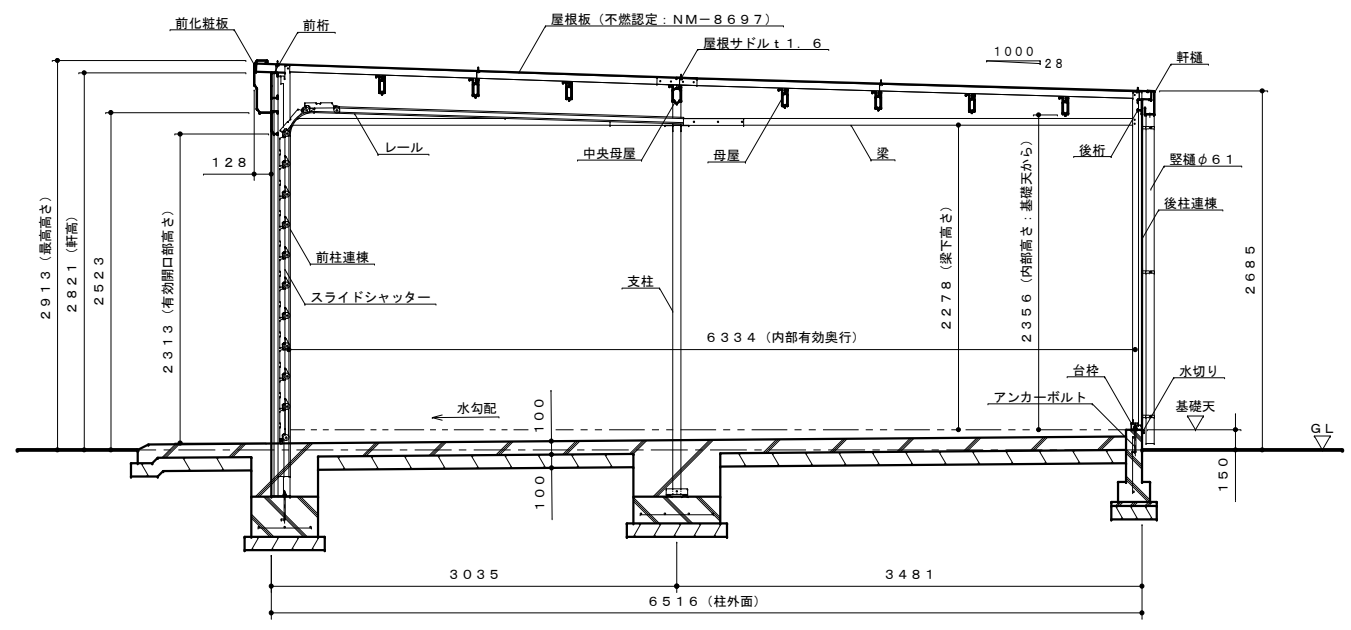 前化粧板
前桁
屋根板（不燃認定：NM－8697）
屋根サドルｔ１．６
1000
28
軒樋
レール
中央母屋
母屋
梁
後桁
竪樋φ61
後柱連棟
128
2913（最高高さ）
2821（軒高）
2523
2313（有効開口部高さ）
前柱連棟
スライドシャッター
支柱
2278（梁下高さ）
2356（内部高さ：基礎天から）
2685
6334（内部有効奥行）
台枠
水切り
アンカーボルト
基礎天
水勾配
100
100
GL
150
3035
3481
6516（柱外面）